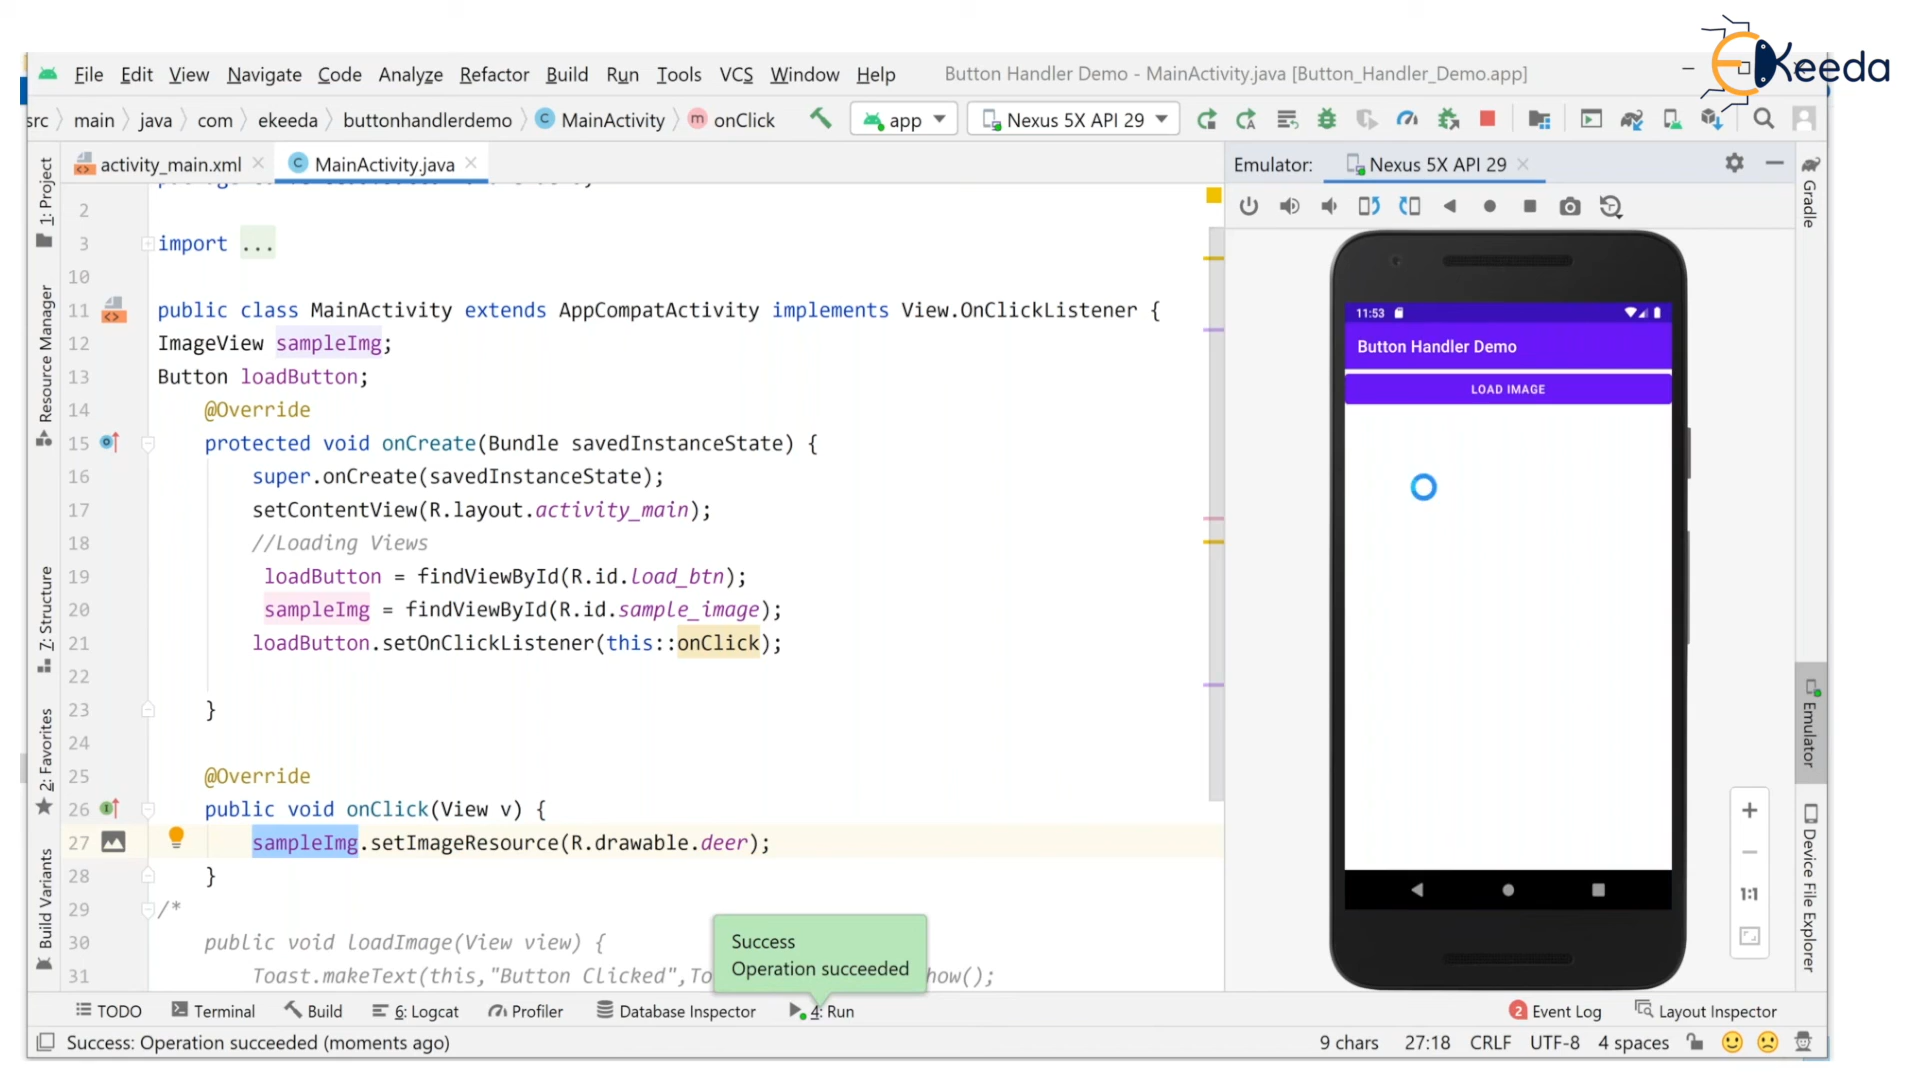 Keeda
File Edit View Navigate Code Analyze Refactor Build Run Tools VCS Window Help Button Handler Demo - MainActivity.java [Button_Handler_Demo.app]
src main java com ekeeda buttonhandlerdemo C MainActivity m onClick app Nexus 5X API 29
activity_main.xml C MainActivity.java Emulator: Nexus 5X API 29
1: Project
Resource Manager
7: Structure
2: Favorites
Build Variants
2
3 import ...
10
11 public class MainActivity extends AppCompatActivity implements View.OnClickListener {
12 ImageView sampleImg;
13 Button loadButton;
14 @Override
15 protected void onCreate(Bundle savedInstanceState) {
16 super.onCreate(savedInstanceState);
17 setContentView(R.layout.activity_main);
18 //Loading Views
19 loadButton = findViewById(R.id.load_btn);
20 sampleImg = findViewById(R.id.sample_image);
21 loadButton.setOnClickListener(this::onClick);
22
23 }
24
25 @Override
26 public void onClick(View v) {
27 sampleImg.setImageResource(R.drawable.deer);
28 }
29 /*
30 public void loadImage(View view) {
31 Toast.makeText(this,"Button Clicked",To
how();
Success
Operation succeeded
11:53
Button Handler Demo
LOAD IMAGE
1:1
Gradle
Emulator
Device File Explorer
TODO Terminal Build 6: Logcat Profiler Database Inspector 4: Run 2 Event Log Layout Inspector
Success: Operation succeeded (moments ago) 9 chars 27:18 CRLF UTF-8 4 spaces